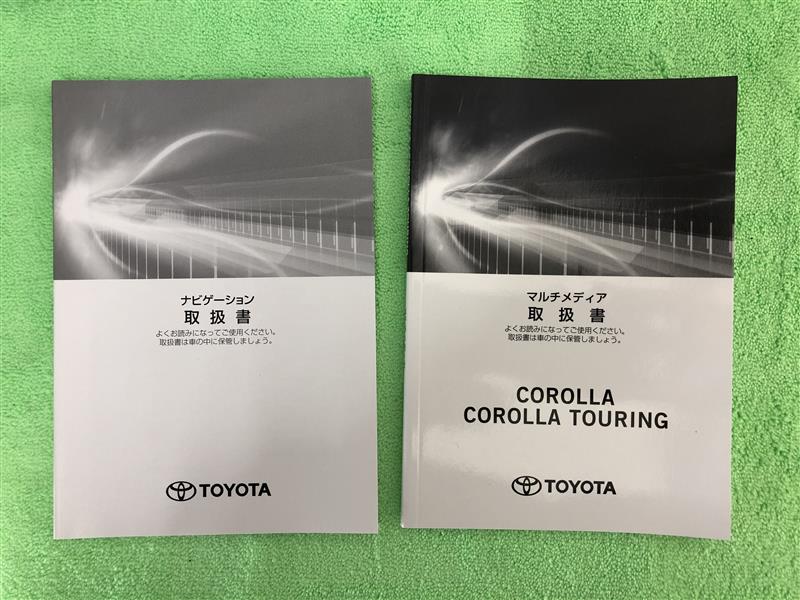 ナビゲーション
取扱書
よくお読みになってご使用ください。
取扱書は車の中に保管しましょう。
TOYOTA
マルチメディア
取扱書
よくお読みになってご使用ください。
取扱書は車の中に保管しましょう。
COROLLA
COROLLA TOURING
TOYOTA